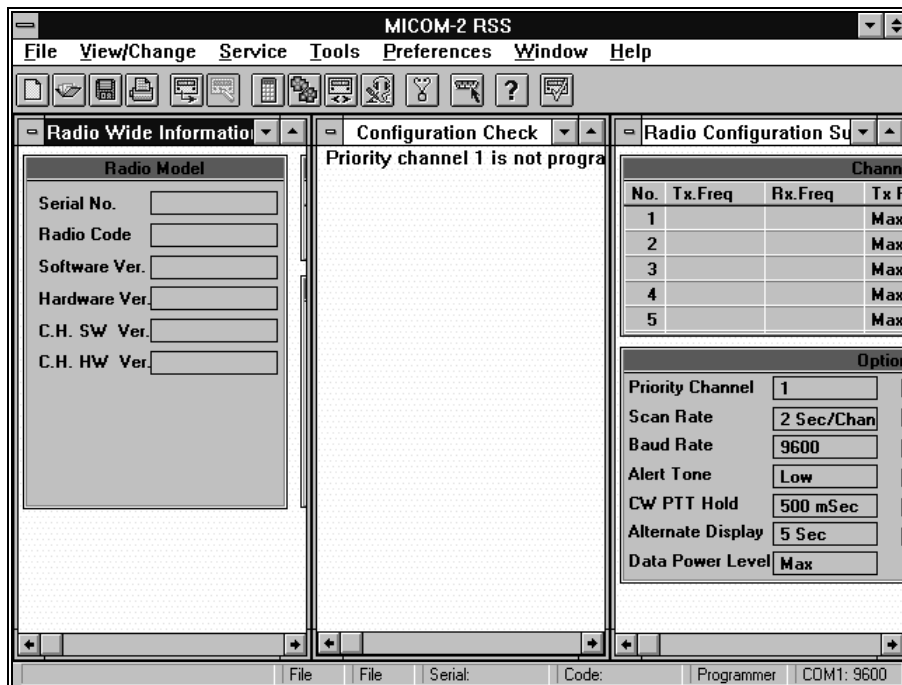 MICOM-2 RSS
File View/Change Service Tools Preferences Window Help
Radio Wide Information
Radio Model
Serial No.
Radio Code
Software Ver.
Hardware Ver.
C.H. SW Ver.
C.H. HW Ver.
Configuration Check
Priority channel 1 is not progra
Radio Configuration Su
Chann
No. Tx.Freq Rx.Freq Tx P
1 Max
2 Max
3 Max
4 Max
5 Max
Option
Priority Channel 1
Scan Rate 2 Sec/Chan
Baud Rate 9600
Alert Tone Low
CW PTT Hold 500 mSec
Alternate Display 5 Sec
Data Power Level Max
File File Serial: Code: Programmer COM1: 9600